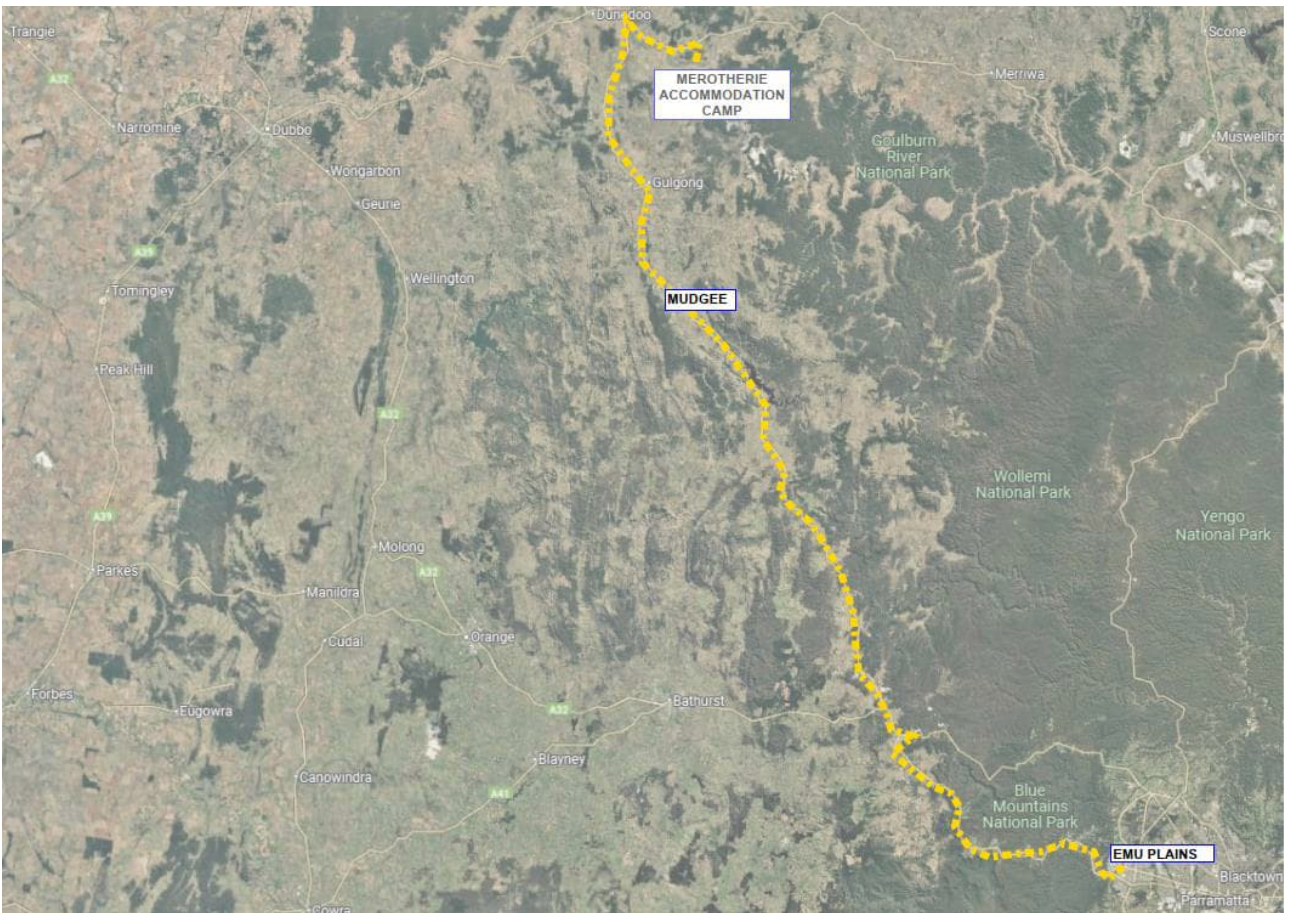 Dunedoo
Trangie
Scone
A32
MEROTHERIE
ACCOMMODATION
CAMP
Merriwa
Narromine
Dubbo
Goulburn
River
National Park
Muswellbro
Wongarbon
Gulgong
Geurie
A39
Wellington
Tomingley
MUDGEE
Peak Hill
A32
Wollemi
National Park
A39
Yengo
National Park
Molong
Parkes
A32
Manildra
Cudal
Orange
Forbes
Bathurst
Eugowra
A32
Blayney
Canowindra
A41
Blue
Mountains
National Park
EMU PLAINS
Blacktown
Parramatta
Cowra